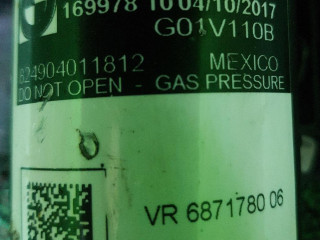 169978 10 04/10/2017
G01V110B
824904011812 MEXICO
DO NOT OPEN - GAS PRESSURE
VR 6871780 06